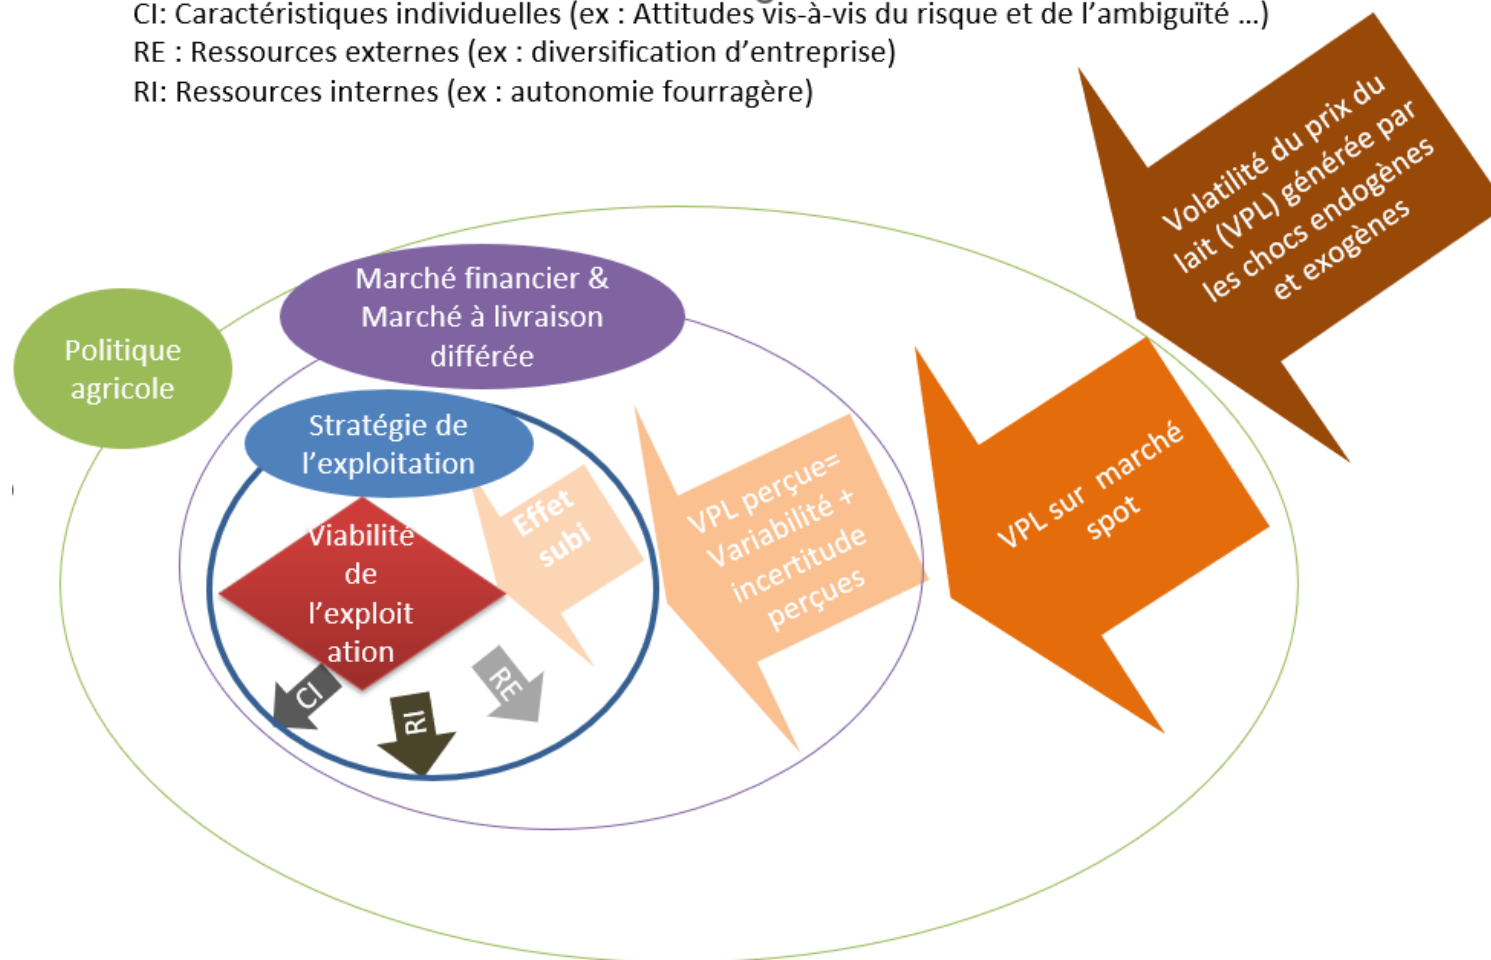 CI: Caractéristiques individuelles (ex : Attitudes vis-à-vis du risque et de l’ambiguïté …)
RE : Ressources externes (ex : diversification d’entreprise)
RI: Ressources internes (ex : autonomie fourragère)
Volatilité du prix du
lait (VPL) générée par
les chocs endogènes
et exogènes
Marché financier &
Marché à livraison
différée
Politique
agricole
Stratégie de
l’exploitation
VPL sur marché
spot
VPL perçue=
Variabilité +
incertitude
perçues
Effet
subi
Viabilité
de
l’exploit
ation
CI
RI
RE